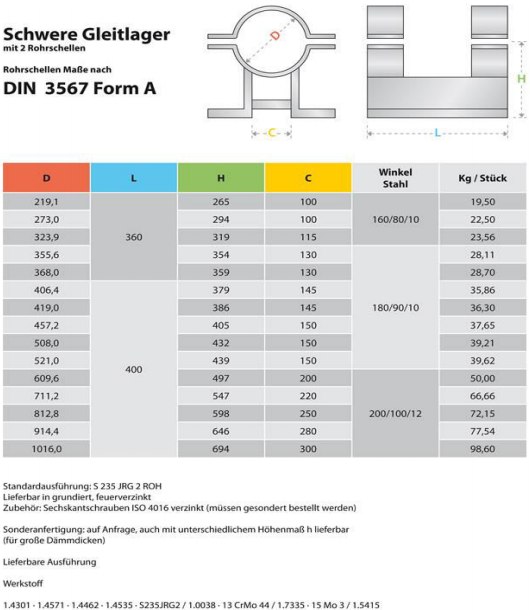 Schwere Gleitlager
mit 2 Rohrschellen
Rohrschellen Maße nach
DIN 3567 Form A
D
H
C
L
D L H C Winkel Stahl Kg / Stück
219,1 360 265 100 160/80/10 19,50
273,0 294 100 22,50
323,9 319 115 23,56
355,6 354 130 180/90/10 28,11
368,0 359 130 28,70
406,4 400 379 145 35,86
419,0 386 145 36,30
457,2 405 150 37,65
508,0 432 150 39,21
521,0 439 150 39,62
609,6 497 200 200/100/12 50,00
711,2 547 220 66,66
812,8 598 250 72,15
914,4 646 280 77,54
1016,0 694 300 98,60
Standardausführung: S 235 JRG 2 ROH
Lieferbar in grundiert, feuerverzinkt
Zubehör: Sechskantschrauben ISO 4016 verzinkt (müssen gesondert bestellt werden)
Sonderanfertigung: auf Anfrage, auch mit unterschiedlichem Höhenmaß h lieferbar
(für große Dämmdicken)
Lieferbare Ausführung
Werkstoff
1.4301 - 1.4571 - 1.4462 - 1.4535 - S235JRG2 / 1.0038 - 13 CrMo 44 / 1.7335 - 15 Mo 3 / 1.5415